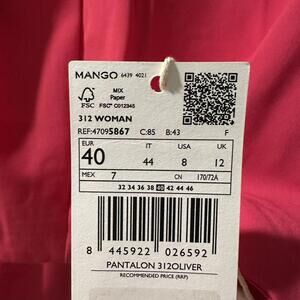 MANGO 6439 4021
MIX
Paper
FSC
FSC® C012345
312 WOMAN
REF:47095867 C:85 B:43 F
EUR IT USA UK
40 44 8 12
MEX 7 CN 170/72A
32 34 36 38 40 42 44 46
8 445922 026592
PANTALON 312OLIVER
RECOMMENDED PRICE (RRP)